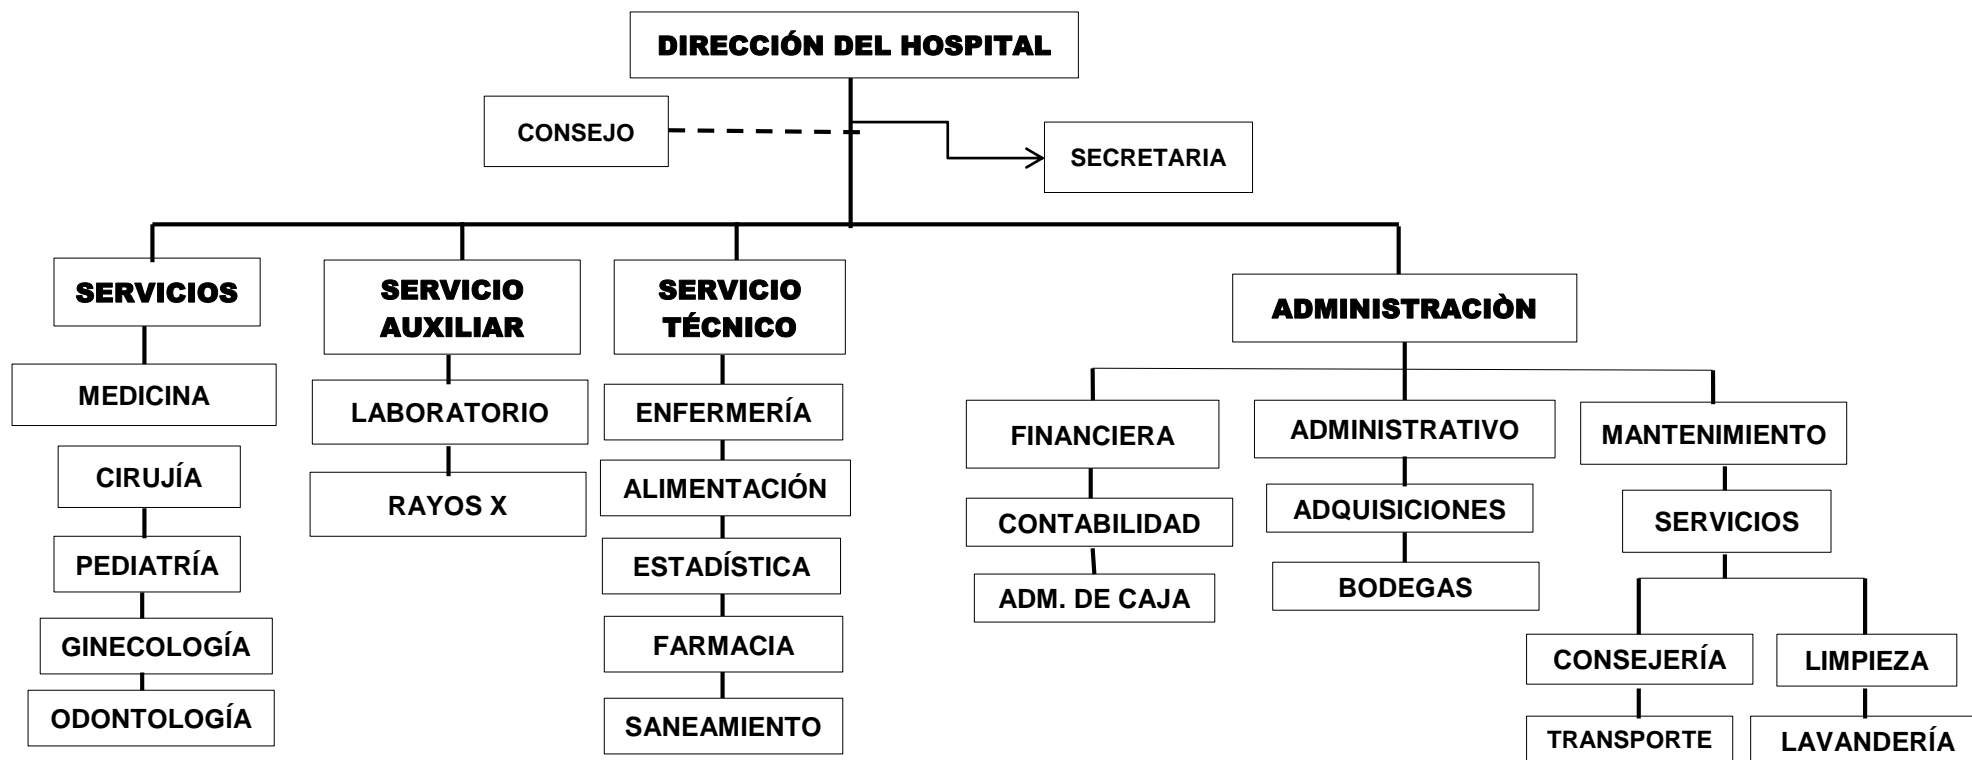 DIRECCIÓN DEL HOSPITAL
CONSEJO
SECRETARIA
SERVICIOS
MEDICINA
CIRUJÍA
PEDIATRÍA
GINECOLOGÍA
ODONTOLOGÍA
SERVICIO
AUXILIAR
LABORATORIO
RAYOS X
SERVICIO
TÉCNICO
ENFERMERÍA
ALIMENTACIÓN
ESTADÍSTICA
FARMACIA
SANEAMIENTO
ADMINISTRACIÒN
FINANCIERA
CONTABILIDAD
ADM. DE CAJA
ADMINISTRATIVO
ADQUISICIONES
BODEGAS
MANTENIMIENTO
SERVICIOS
CONSEJERÍA
TRANSPORTE
LIMPIEZA
LAVANDERÍA